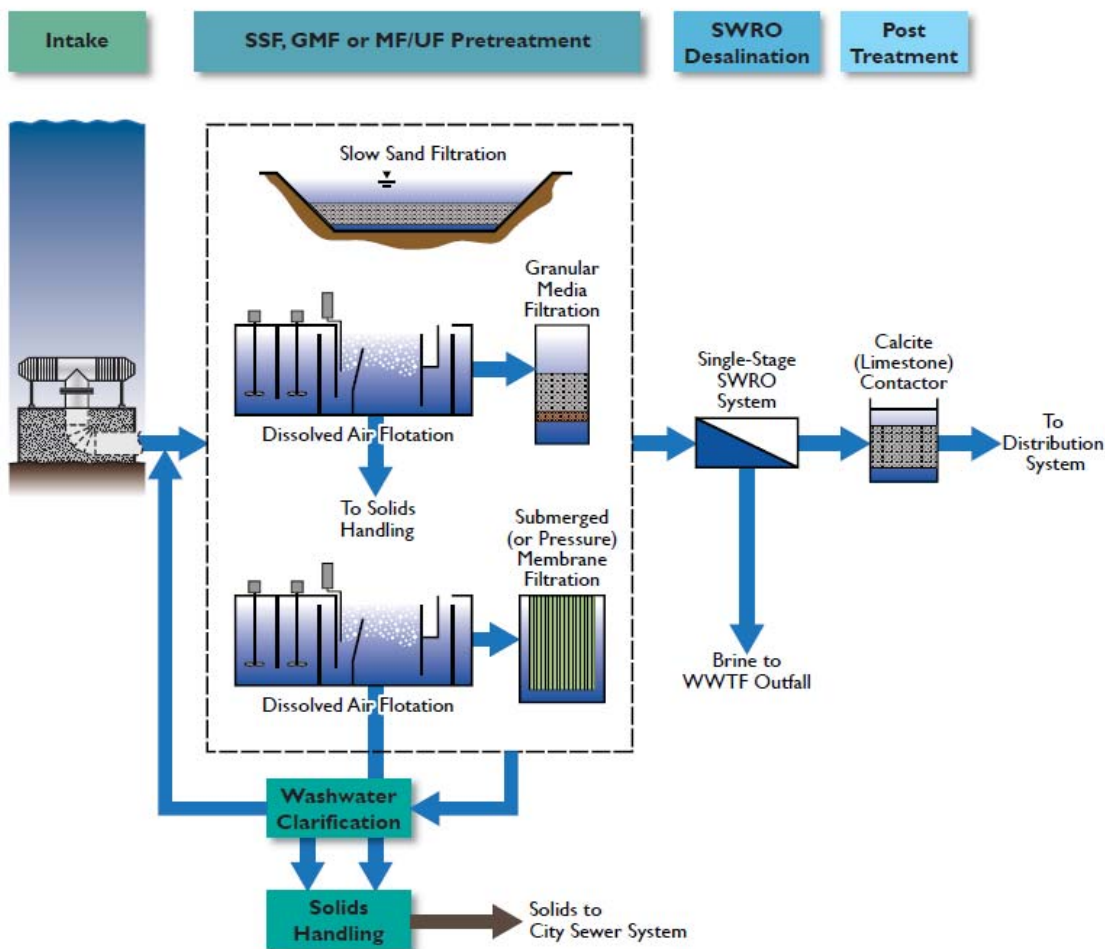 Intake
SSF, GMF or MF/UF Pretreatment
SWRO
Desalination
Post
Treatment
Slow Sand Filtration
Granular
Media
Filtration
Dissolved Air Flotation
To Solids
Handling
Submerged
(or Pressure)
Membrane
Filtration
Dissolved Air Flotation
Single-Stage
SWRO
System
Calcite
(Limestone)
Contactor
To
Distribution
System
Brine to
WWTF Outfall
Washwater
Clarification
Solids
Handling
Solids to
City Sewer System